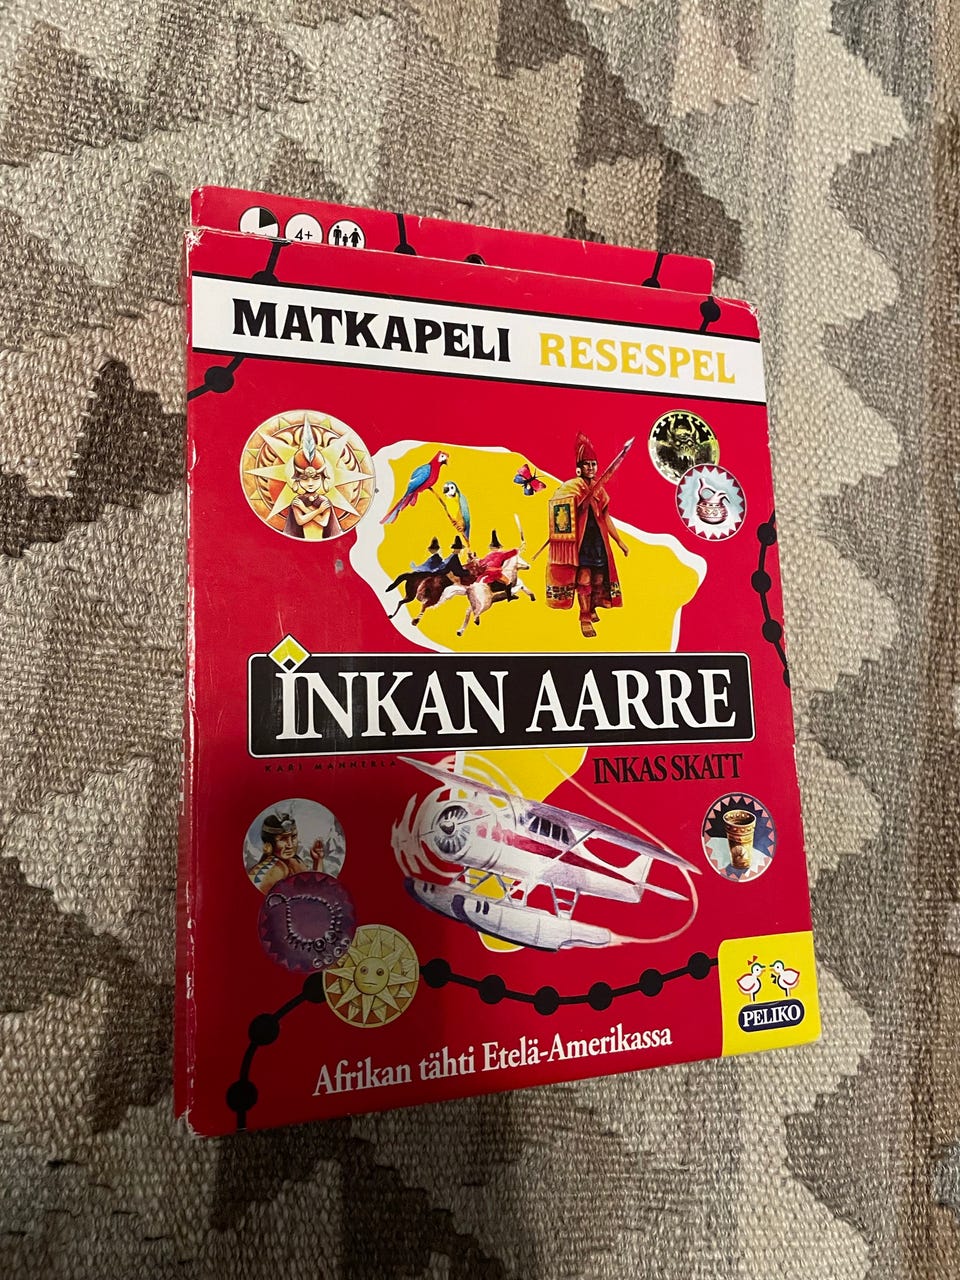 4+
MATKAPELI RESESPEL
INKAN AARRE
KARI MANNERLA
INKAS SKATT
PELIKO
Afrikan tähti Etelä-Amerikassa